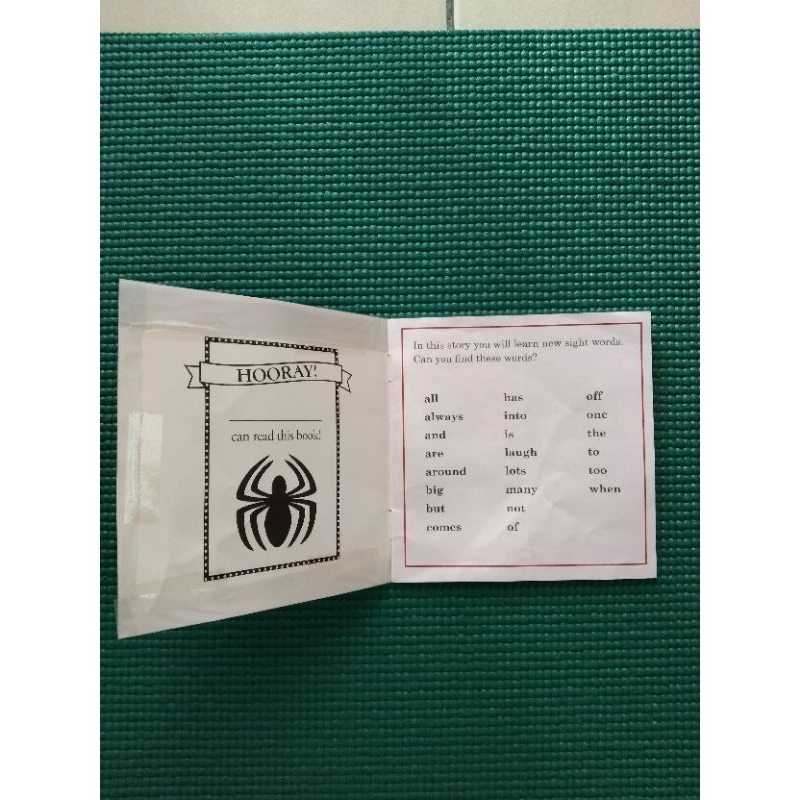 HOORAY!
can read this book!
In this story you will learn new sight words.
Can you find these words?
all has off
always into one
and is the
are laugh to
around lots too
big many when
but not
comes of